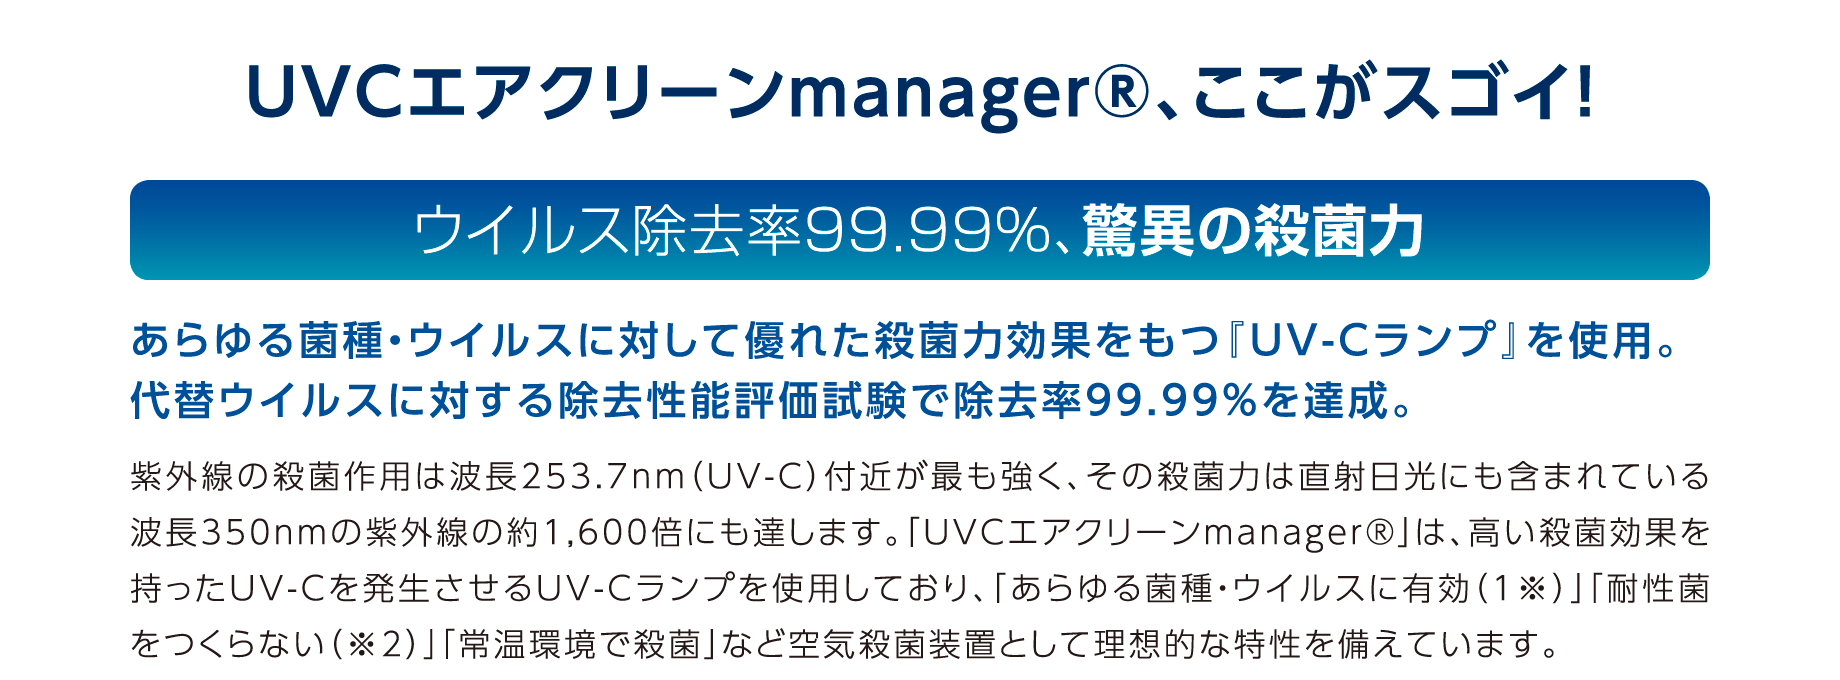 UVCエアクリーンmanager®、ここがスゴイ!
ウイルス除去率99.99%、驚異の殺菌力
あらゆる菌種・ウイルスに対して優れた殺菌力効果をもつ『UV-Cランプ』を使用。
代替ウイルスに対する除去性能評価試験で除去率99.99%を達成。
紫外線の殺菌作用は波長253.7nm（UV-C）付近が最も強く、その殺菌力は直射日光にも含まれている
波長350nmの紫外線の約1,600倍にも達します。「UVCエアクリーンmanager®」は、高い殺菌効果を
持ったUV-Cを発生させるUV-Cランプを使用しており、「あらゆる菌種・ウイルスに有効（1※）」「耐性菌
をつくらない（※2）」「常温環境で殺菌」など空気殺菌装置として理想的な特性を備えています。